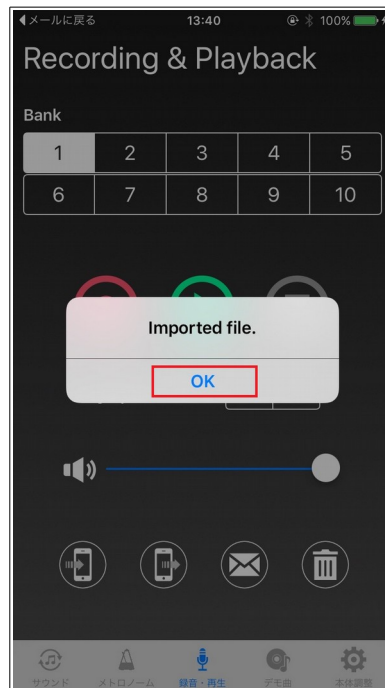 メールに戻る 13:40 100%
Recording & Playback
Bank
1 2 3 4 5
6 7 8 9 10
Imported file.
OK
サウンド メトロノーム 録音・再生 デモ曲 本体調整